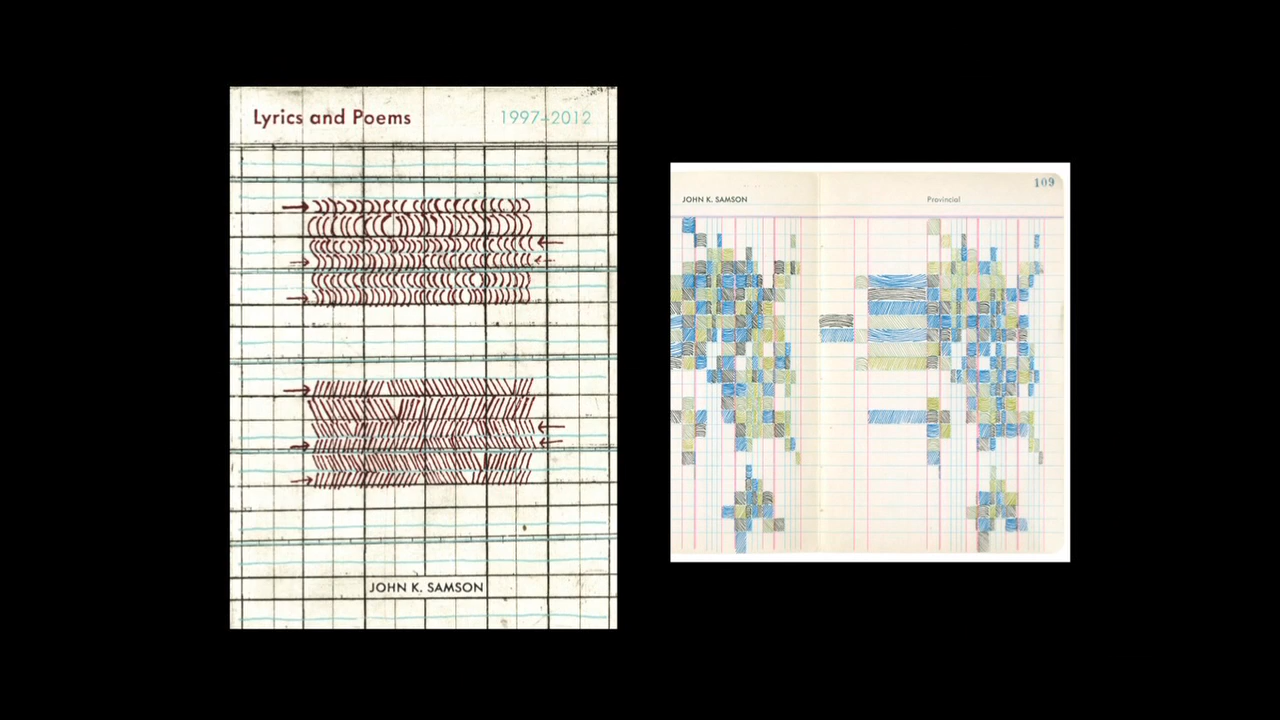 Lyrics and Poems 1997–2012
JOHN K. SAMSON
109
JOHN K. SAMSON Provincial